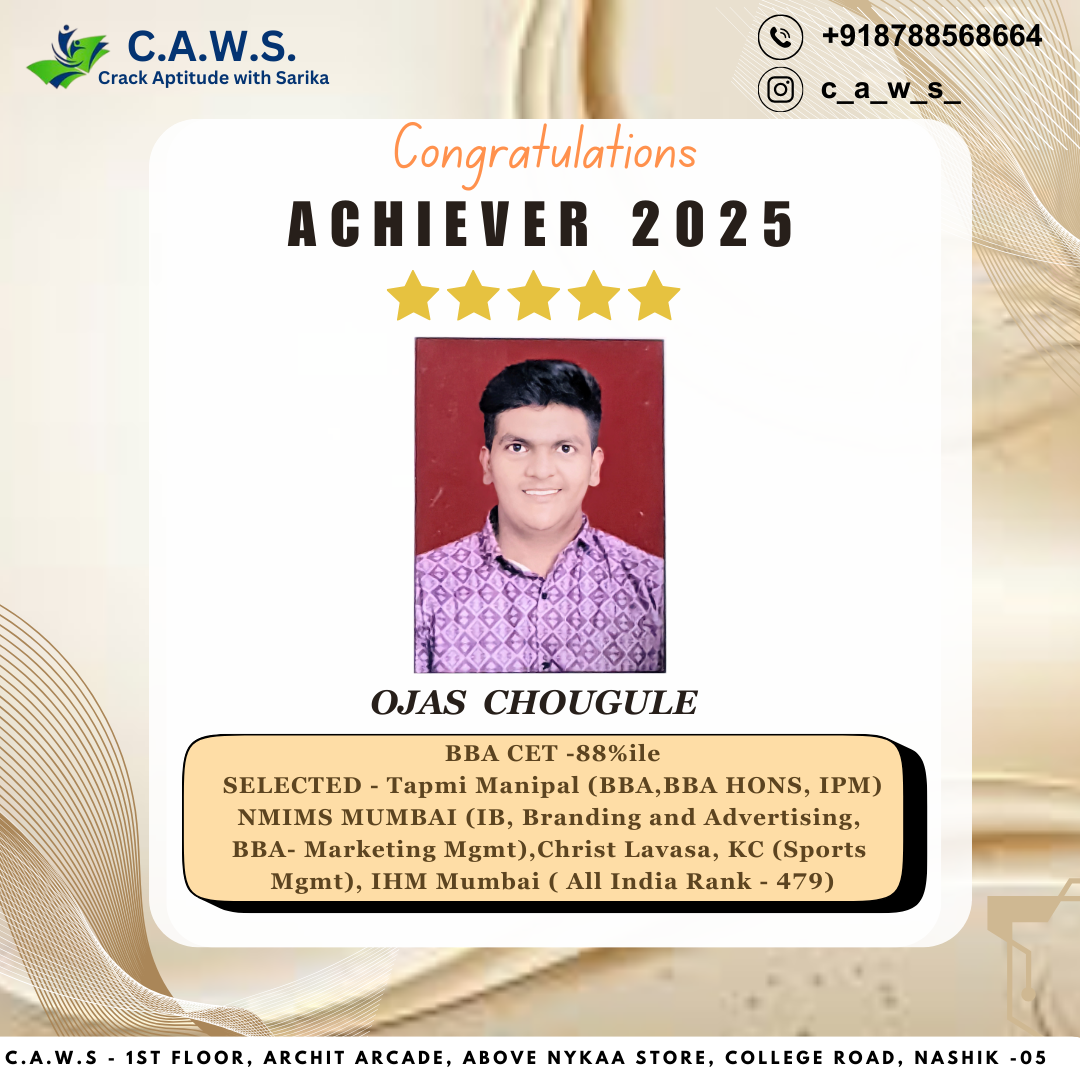 C.A.W.S.
Crack Aptitude with Sarika
+918788568664
c_a_w_s_
Congratulations
ACHIEVER 2025
OJAS CHOUGULE
BBA CET -88%ile
SELECTED - Tapmi Manipal (BBA,BBA HONS, IPM)
NMIMS MUMBAI (IB, Branding and Advertising,
BBA- Marketing Mgmt),Christ Lavasa, KC (Sports
Mgmt), IHM Mumbai ( All India Rank - 479)
C.A.W.S - 1ST FLOOR, ARCHIT ARCADE, ABOVE NYKAA STORE, COLLEGE ROAD, NASHIK -05